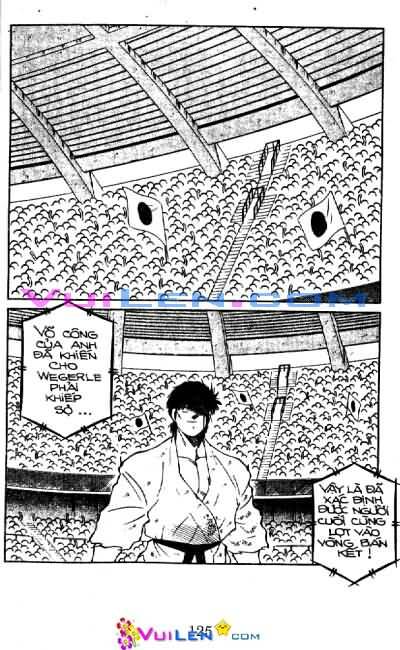 VuiLen.com
VÕ CÔNG
CỦA ANH
ĐÃ KHIẾN
CHO
WEGERLE
PHẢI
KHIẾP
SỢ ...
VẬY LÀ ĐÃ
XÁC ĐỊNH
ĐƯỢC NGƯỜI
CUỐI CÙNG
LỌT VÀO
VÒNG BÁN
KẾT !
125
VuiLen.com